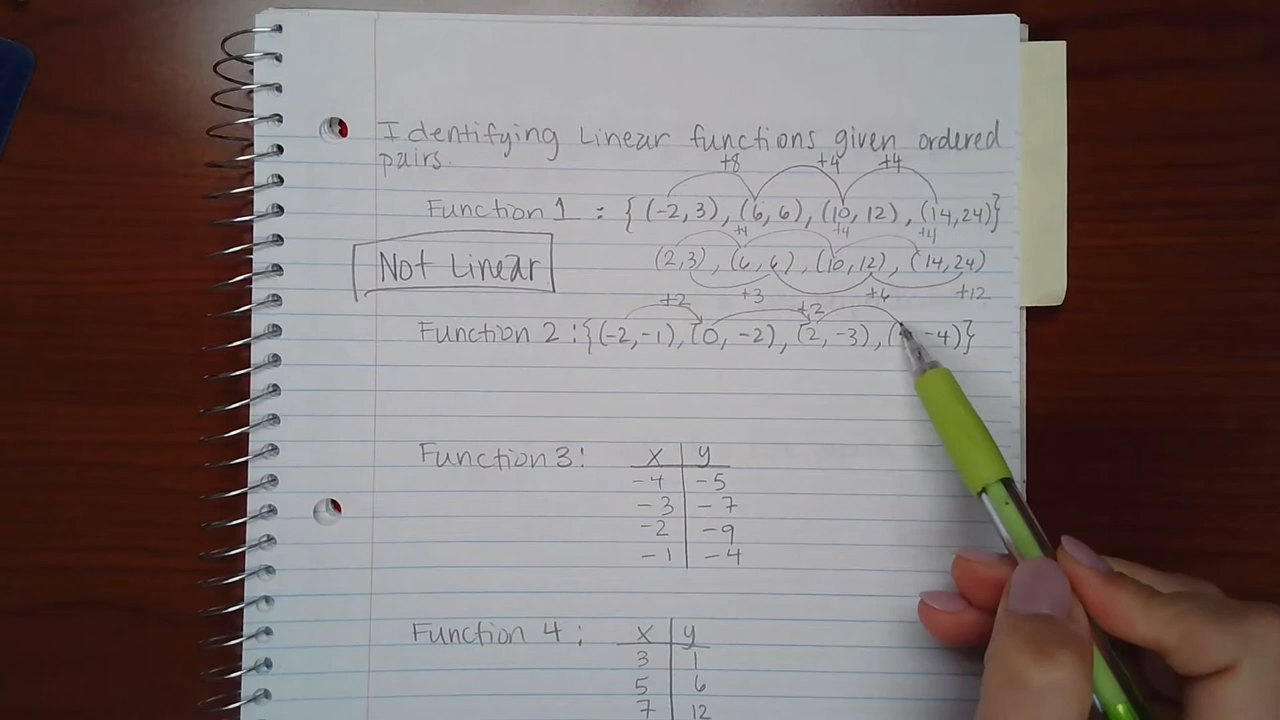 Identifying Linear functions given ordered
pairs.
+8 +4 +4
Function 1 : {(-2,3), (6,6), (10,12), (14,24)}
+4 +4 +4
Not Linear
(2,3), (6,6), (10,12), (14,24)
+3 +6 +12
+2 +2
Function 2 : {(-2,-1), (0, -2), (2, -3), ( , -4)}
Function 3: x y
-4 -5
-3 -7
-2 -9
-1 -4
Function 4: x y
3 1
5 6
7 12